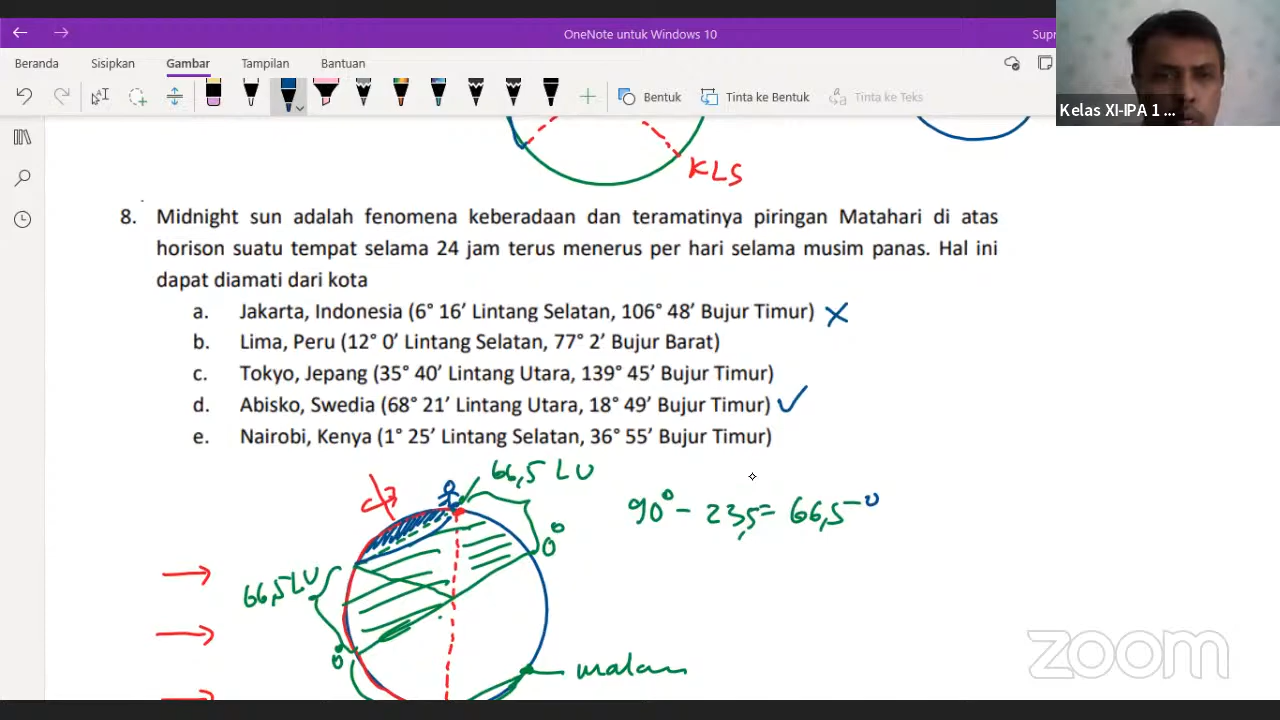 OneNote untuk Windows 10
Beranda
Sisipkan
Gambar
Tampilan
Bantuan
Bentuk
Tinta ke Bentuk
Tinta ke Teks
Kelas XI-IPA 1 ...
KLS
8. Midnight sun adalah fenomena keberadaan dan teramatinya piringan Matahari di atas
horison suatu tempat selama 24 jam terus menerus per hari selama musim panas. Hal ini
dapat diamati dari kota
a. Jakarta, Indonesia (6° 16’ Lintang Selatan, 106° 48’ Bujur Timur)
b. Lima, Peru (12° 0’ Lintang Selatan, 77° 2’ Bujur Barat)
c. Tokyo, Jepang (35° 40’ Lintang Utara, 139° 45’ Bujur Timur)
d. Abisko, Swedia (68° 21’ Lintang Utara, 18° 49’ Bujur Timur)
e. Nairobi, Kenya (1° 25’ Lintang Selatan, 36° 55’ Bujur Timur)
66,5 LU
90° - 23,5 = 66,5°
0°
66,5 LU
0°
malam
zoom